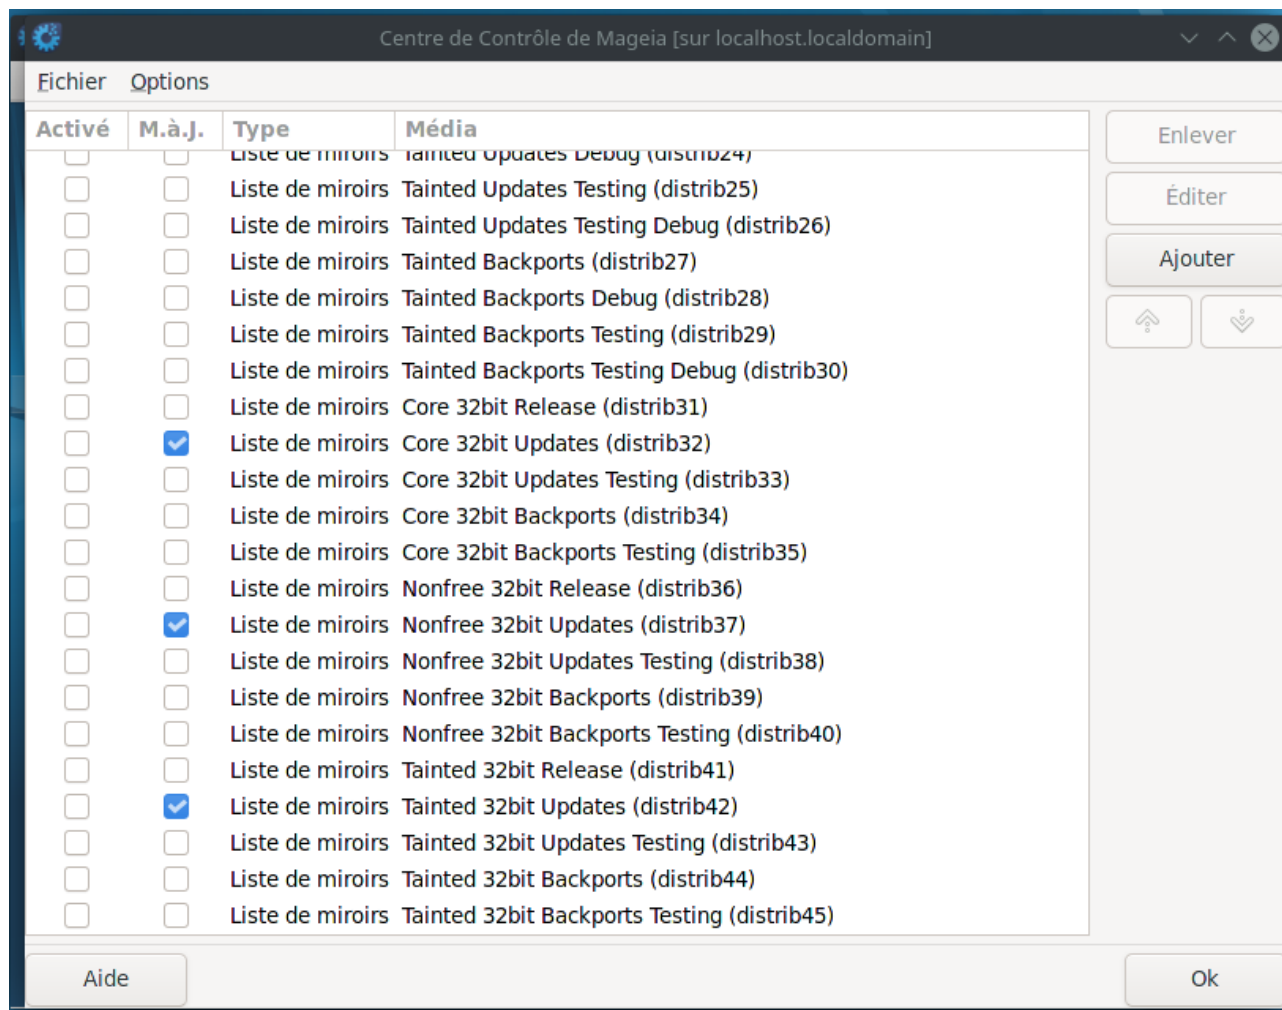 Centre de Contrôle de Mageia [sur localhost.localdomain]
Fichier Options
Activé M.à.J. Type Média
Liste de miroirs Tainted Updates Debug (distrib24)
Liste de miroirs Tainted Updates Testing (distrib25)
Liste de miroirs Tainted Updates Testing Debug (distrib26)
Liste de miroirs Tainted Backports (distrib27)
Liste de miroirs Tainted Backports Debug (distrib28)
Liste de miroirs Tainted Backports Testing (distrib29)
Liste de miroirs Tainted Backports Testing Debug (distrib30)
Liste de miroirs Core 32bit Release (distrib31)
Liste de miroirs Core 32bit Updates (distrib32)
Liste de miroirs Core 32bit Updates Testing (distrib33)
Liste de miroirs Core 32bit Backports (distrib34)
Liste de miroirs Core 32bit Backports Testing (distrib35)
Liste de miroirs Nonfree 32bit Release (distrib36)
Liste de miroirs Nonfree 32bit Updates (distrib37)
Liste de miroirs Nonfree 32bit Updates Testing (distrib38)
Liste de miroirs Nonfree 32bit Backports (distrib39)
Liste de miroirs Nonfree 32bit Backports Testing (distrib40)
Liste de miroirs Tainted 32bit Release (distrib41)
Liste de miroirs Tainted 32bit Updates (distrib42)
Liste de miroirs Tainted 32bit Updates Testing (distrib43)
Liste de miroirs Tainted 32bit Backports (distrib44)
Liste de miroirs Tainted 32bit Backports Testing (distrib45)
Enlever
Éditer
Ajouter
Aide
Ok